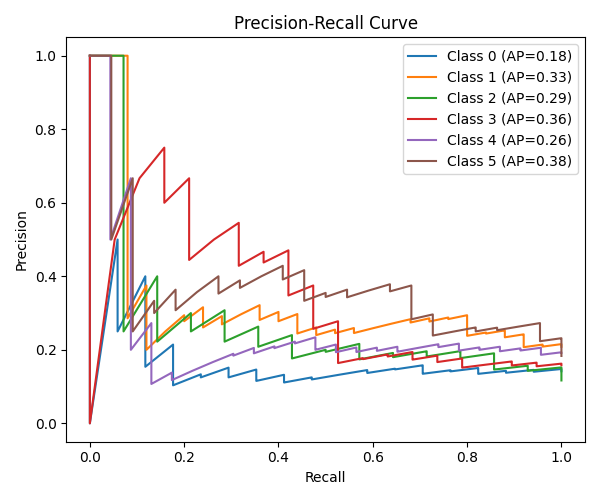 Precision-Recall Curve
Class 0 (AP=0.18)
Class 1 (AP=0.33)
Class 2 (AP=0.29)
Class 3 (AP=0.36)
Class 4 (AP=0.26)
Class 5 (AP=0.38)
Precision
1.0
0.8
0.6
0.4
0.2
0.0
0.0 0.2 0.4 0.6 0.8 1.0
Recall